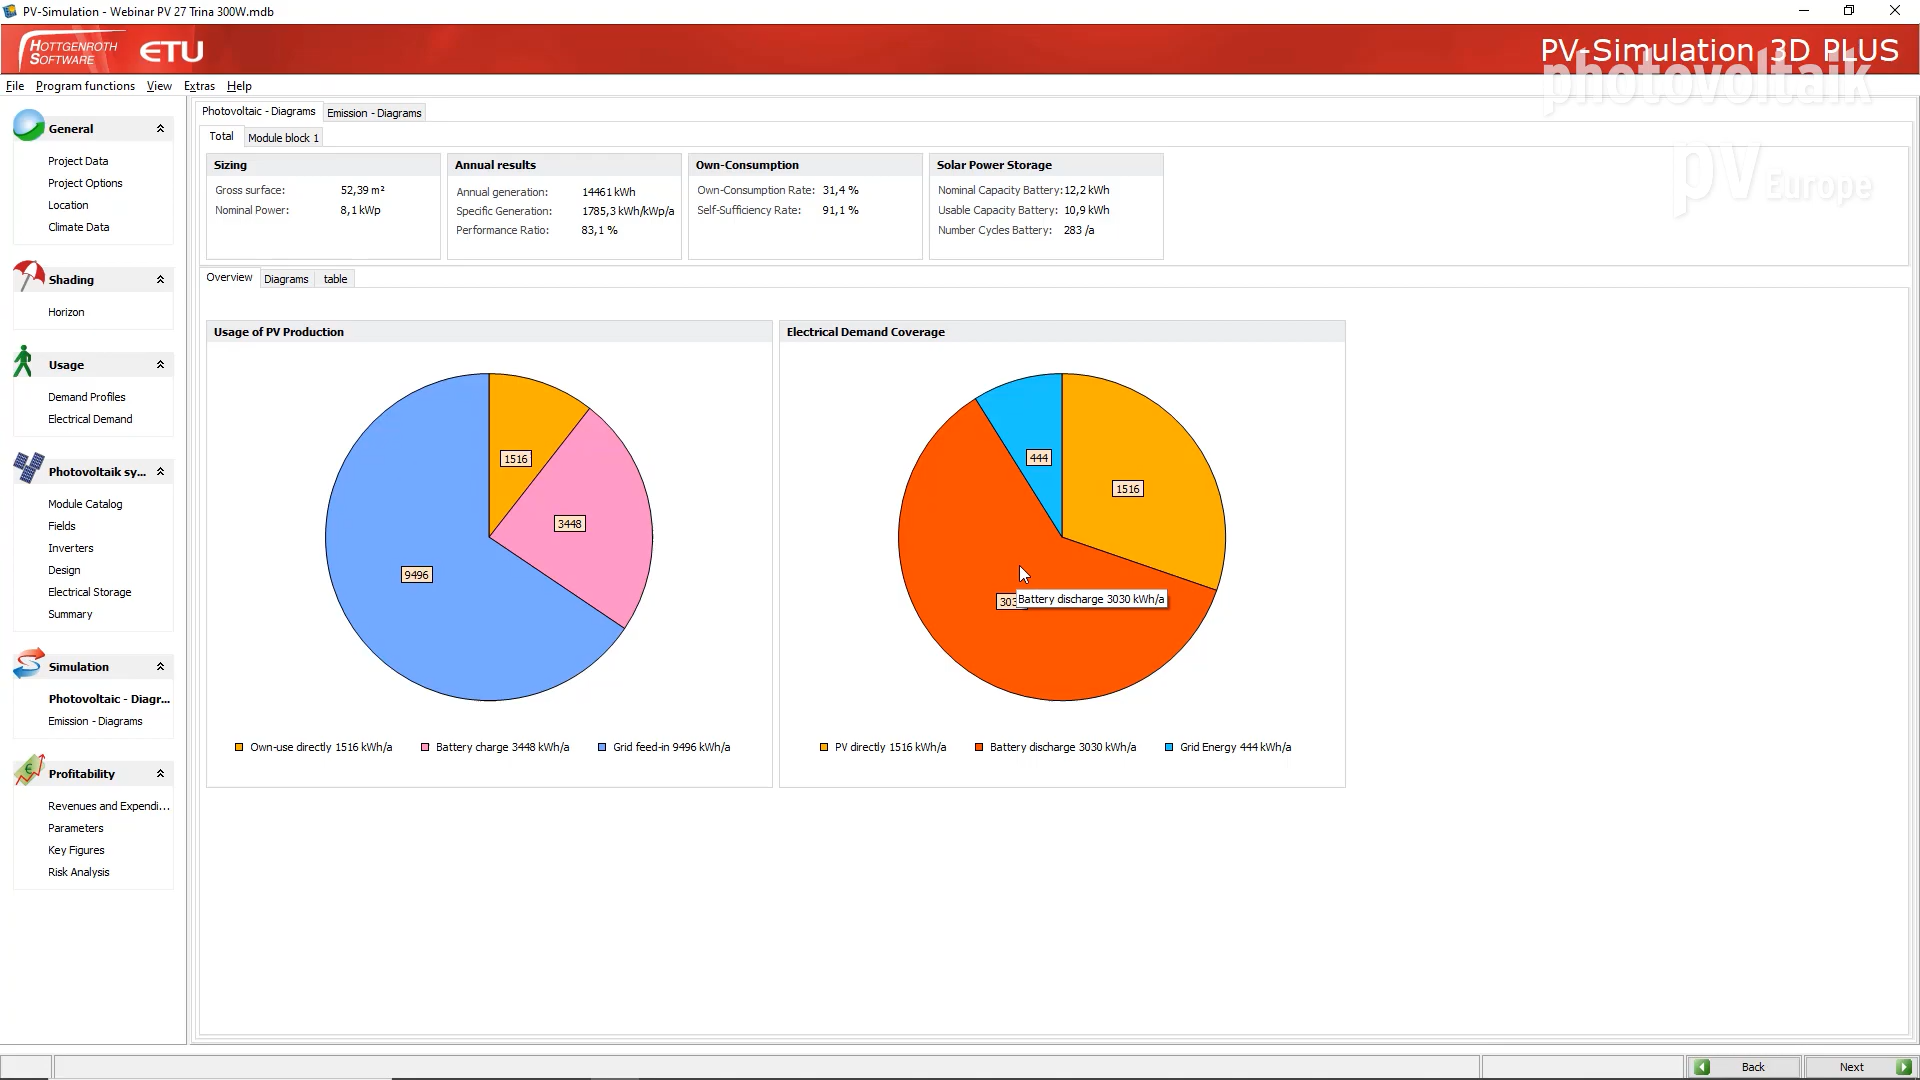 PV-Simulation - Webinar PV 27 Trina 300W.mdb
HOTTGENROTH
SOFTWARE
ETU
PV-Simulation 3D PLUS
photovoltaik
pv Europe
File Program functions View Extras Help
General
Project Data
Project Options
Location
Climate Data
Shading
Horizon
Usage
Demand Profiles
Electrical Demand
Photovoltaik sy...
Module Catalog
Fields
Inverters
Design
Electrical Storage
Summary
Simulation
Photovoltaic - Diagr...
Emission - Diagrams
Profitability
Revenues and Expendi...
Parameters
Key Figures
Risk Analysis
Photovoltaic - Diagrams Emission - Diagrams
Total Module block 1
Sizing
Gross surface: 52,39 m²
Nominal Power: 8,1 kWp
Annual results
Annual generation: 14461 kWh
Specific Generation: 1785,3 kWh/kWp/a
Performance Ratio: 83,1 %
Own-Consumption
Own-Consumption Rate: 31,4 %
Self-Sufficiency Rate: 91,1 %
Solar Power Storage
Nominal Capacity Battery: 12,2 kWh
Usable Capacity Battery: 10,9 kWh
Number Cycles Battery: 283 /a
Overview Diagrams table
Usage of PV Production
1516
3448
9496
Own-use directly 1516 kWh/a Battery charge 3448 kWh/a Grid feed-in 9496 kWh/a
Electrical Demand Coverage
444
1516
303
Battery discharge 3030 kWh/a
PV directly 1516 kWh/a Battery discharge 3030 kWh/a Grid Energy 444 kWh/a
Back Next